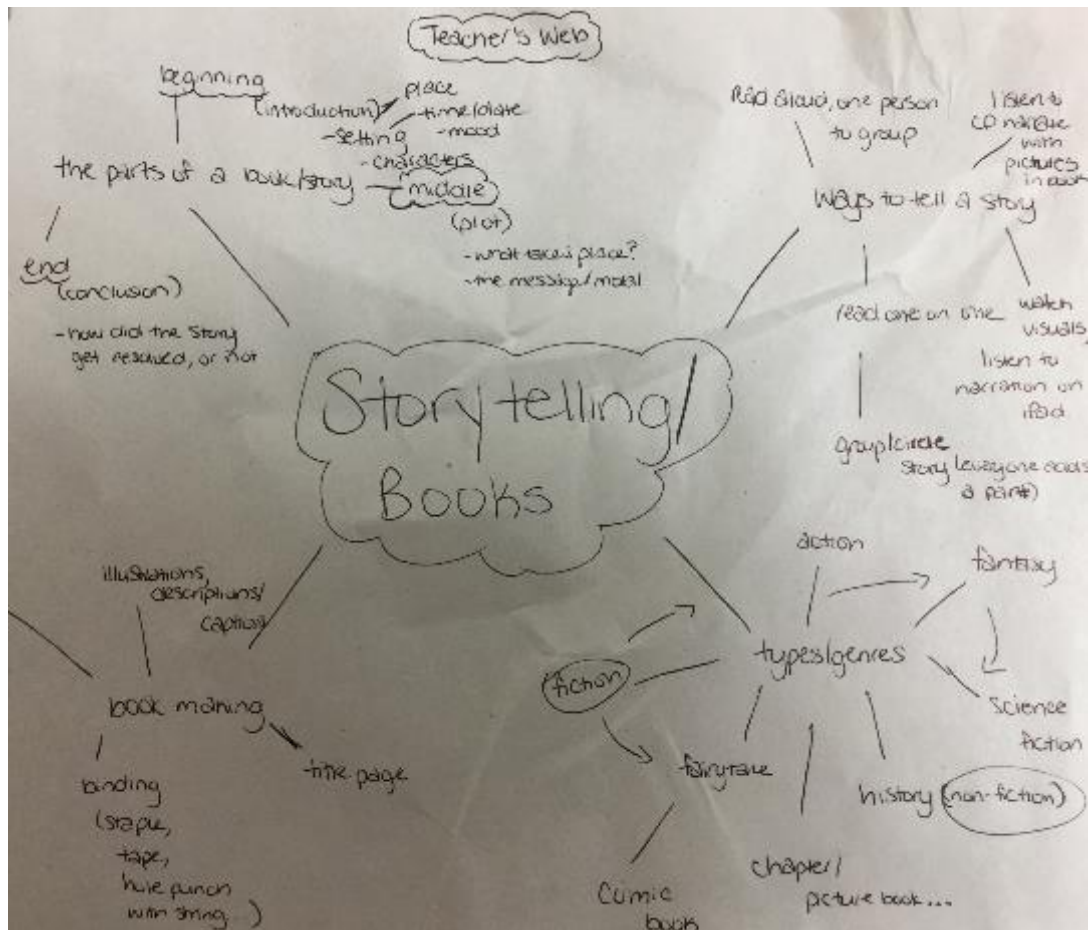 Teacher's Web
beginning
(introduction)
place
-time/date
-mood
-setting
-characters
the parts of a book/story
middle
(plot)
-what takes place?
-the message/moral
end
(conclusion)
-how did the story
get resolved, or not
Read aloud, one person
to group
listen to
CD narrate
with
pictures
in book
Ways to tell a story
read one on one
watch
visuals,
listen to
narration on
iPad
group/circle
story (everyone adds
a part)
Storytelling/
Books
illustrations,
descriptions/
captions
book making
title page
binding
(staple,
tape,
hole punch
with string...)
action
fantasy
types/genres
fiction
Science
fiction
fairytale
history (non-fiction)
Comic
book
chapter/
picture book...